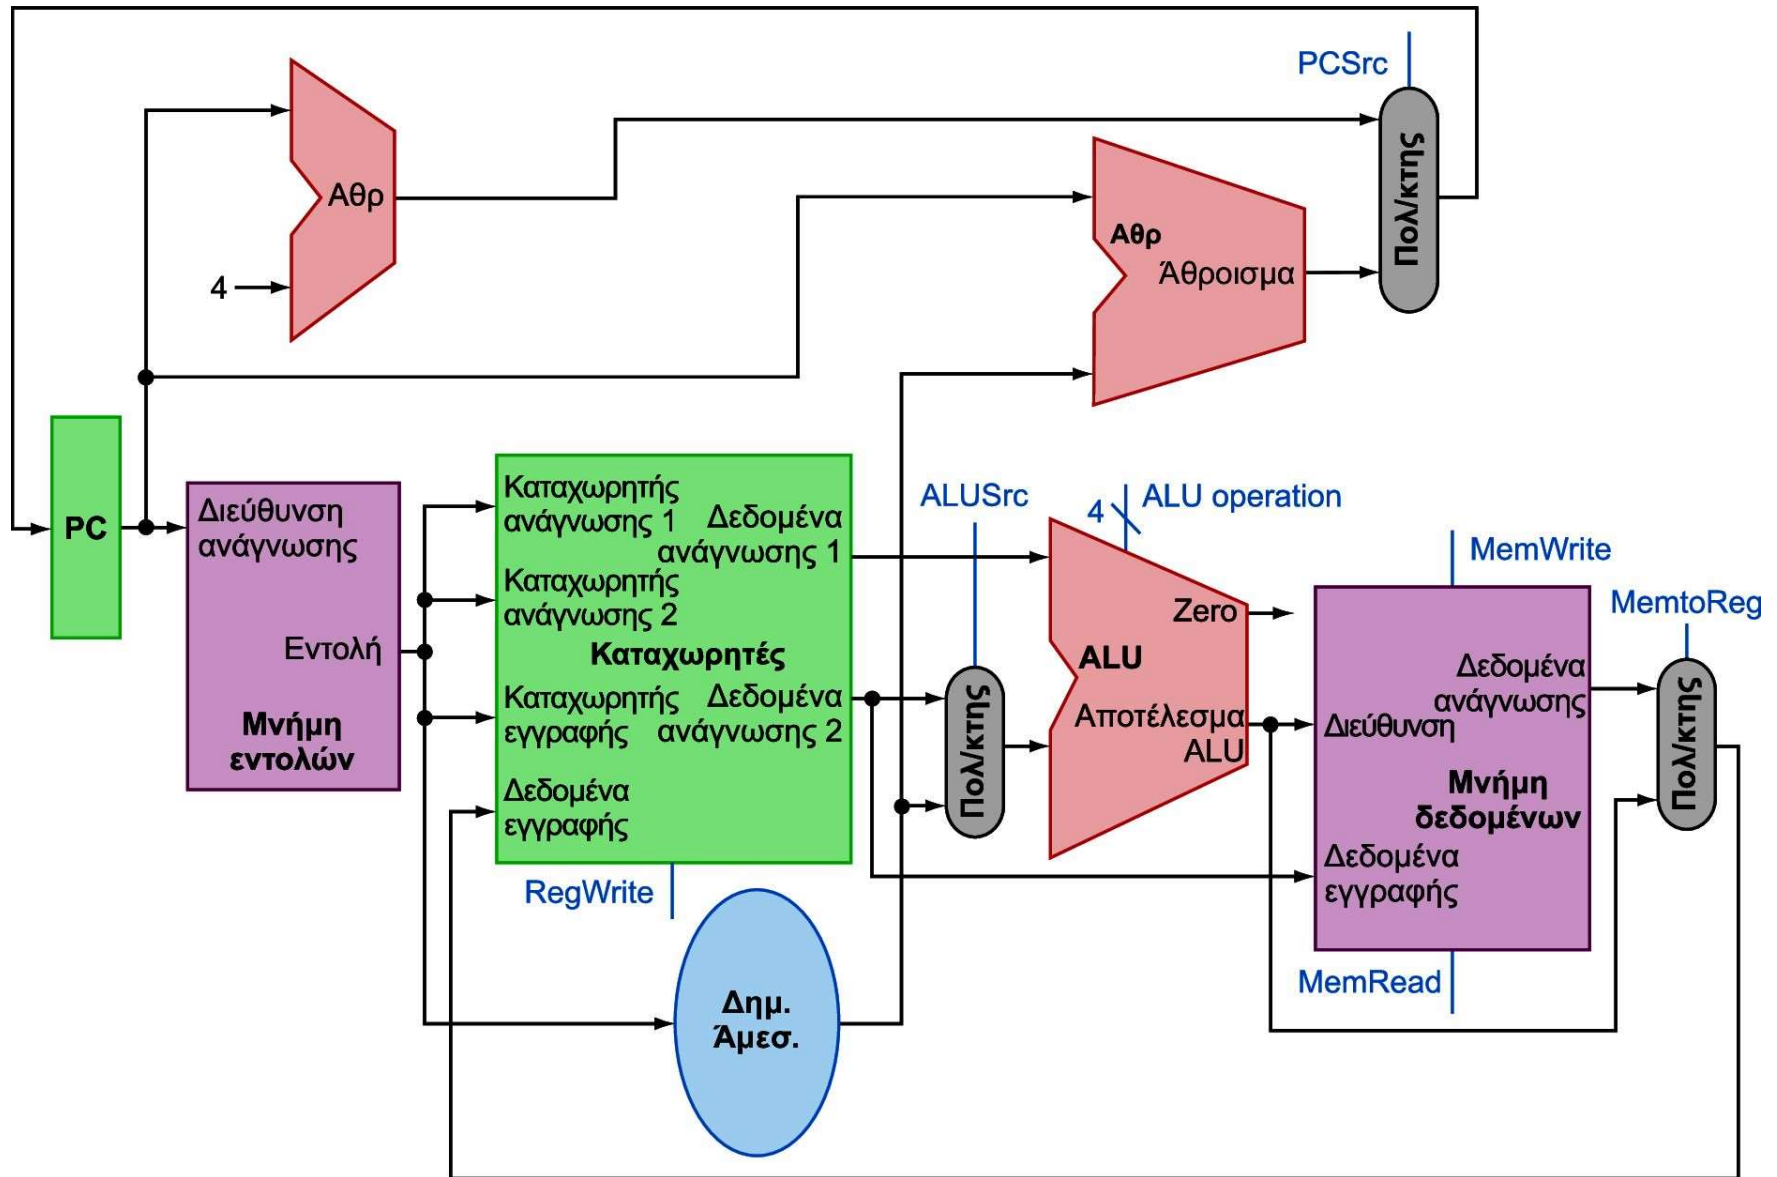 PCSrc
Πολ/κτης
Αθρ
4
Αθρ
Άθροισμα
PC
Διεύθυνση
ανάγνωσης
Εντολή
Μνήμη
εντολών
Καταχωρητής
ανάγνωσης 1
Δεδομένα
ανάγνωσης 1
Καταχωρητής
ανάγνωσης 2
Καταχωρητές
Καταχωρητής
εγγραφής
Δεδομένα
ανάγνωσης 2
Δεδομένα
εγγραφής
RegWrite
Δημ.
Άμεσ.
ALUSrc
Πολ/κτης
4
ALU operation
Zero
ALU
Αποτέλεσμα
ALU
MemWrite
Δεδομένα
ανάγνωσης
Διεύθυνση
Μνήμη
δεδομένων
Δεδομένα
εγγραφής
MemRead
MemtoReg
Πολ/κτης